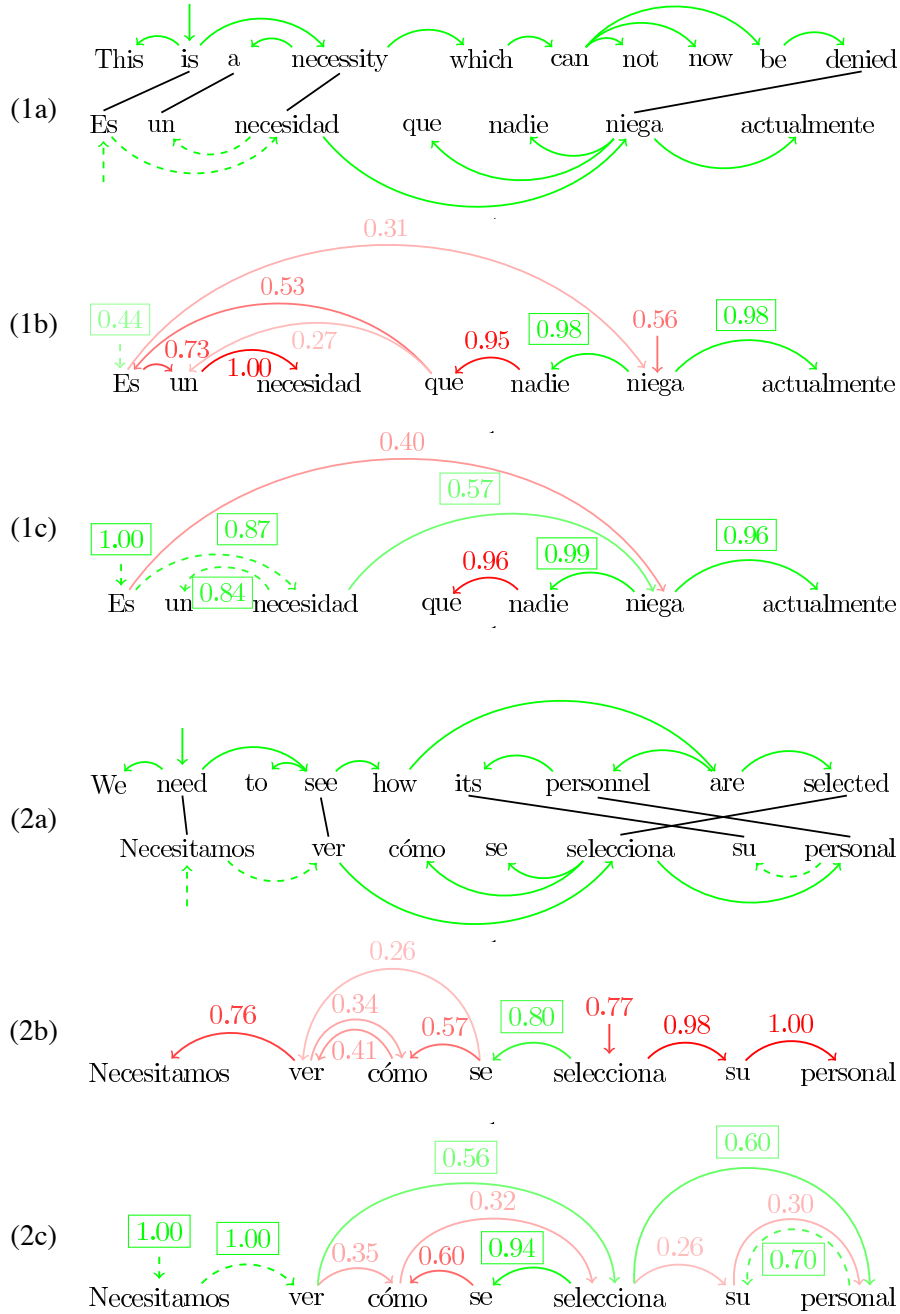 This is a necessity which can not now be denied
(1a)
Es un necesidad que nadie niega actualmente
0.31
0.53
(1b) 0.44 0.73 1.00 0.27 0.95 0.98 0.56 0.98
Es un necesidad que nadie niega actualmente
0.40
0.57
(1c) 1.00 0.87 0.84 0.96 0.99 0.96
Es un necesidad que nadie niega actualmente
We need to see how its personnel are selected
(2a)
Necesitamos ver cómo se selecciona su personal
0.26
(2b) 0.76 0.34 0.41 0.57 0.80 0.77 0.98 1.00
Necesitamos ver cómo se selecciona su personal
0.56 0.60
0.32 0.30
(2c) 1.00 1.00 0.35 0.60 0.94 0.26 0.70
Necesitamos ver cómo se selecciona su personal